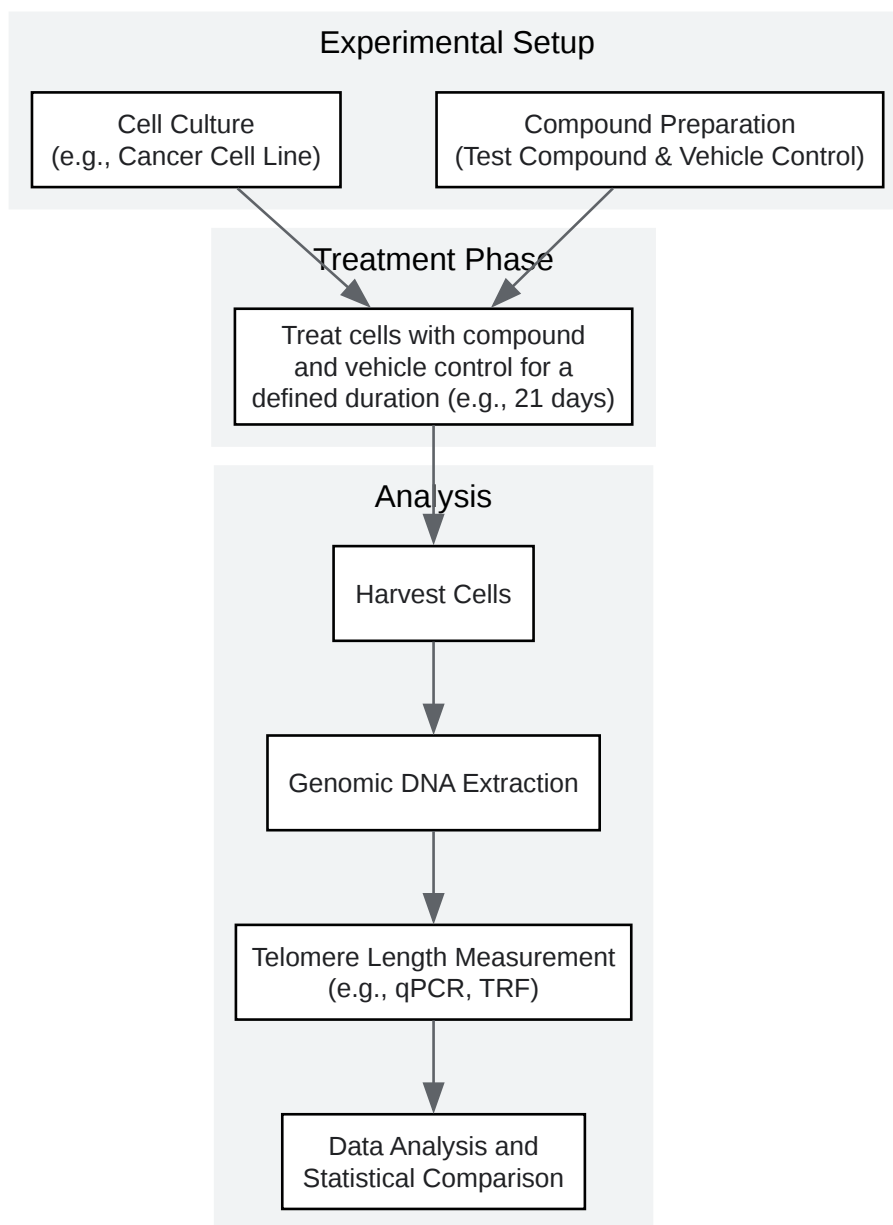 Experimental Setup
Cell Culture
(e.g., Cancer Cell Line)
Compound Preparation
(Test Compound & Vehicle Control)
Treatment Phase
Treat cells with compound
and vehicle control for a
defined duration (e.g., 21 days)
Analysis
Harvest Cells
Genomic DNA Extraction
Telomere Length Measurement
(e.g., qPCR, TRF)
Data Analysis and
Statistical Comparison